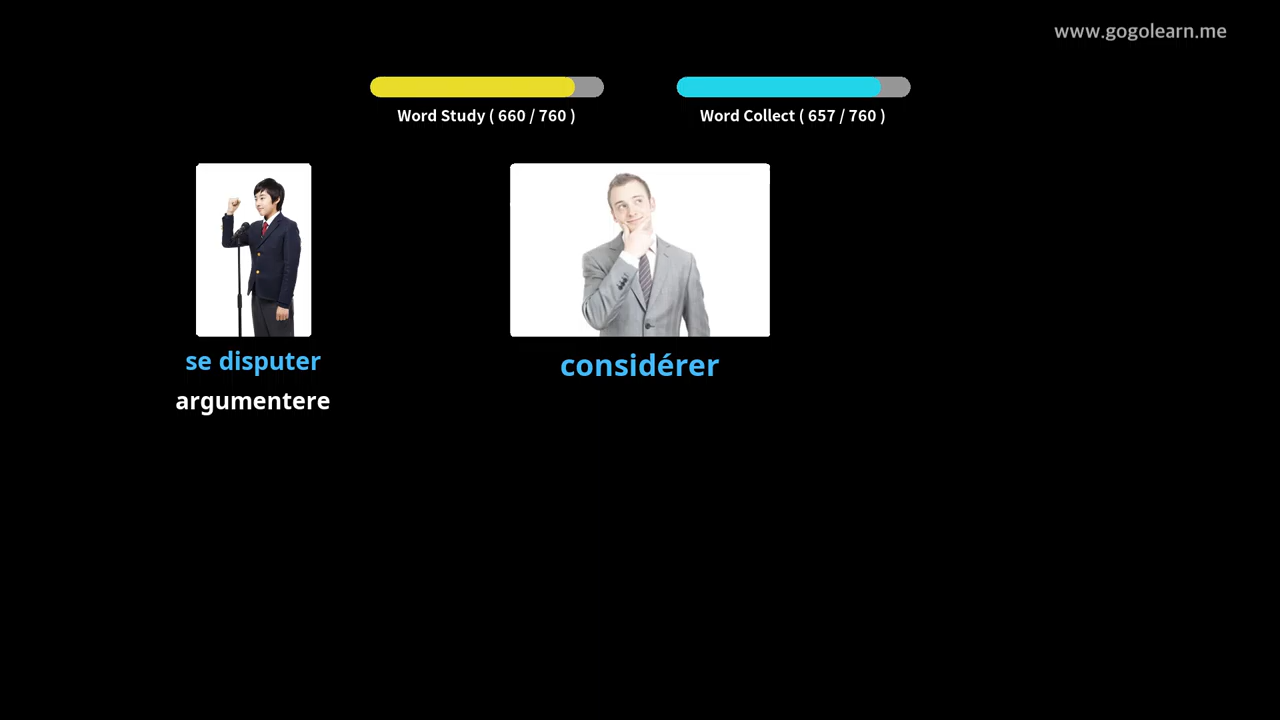 www.gogolearn.me
Word Study ( 660 / 760 )
Word Collect ( 657 / 760 )
se disputer
argumentere
considérer